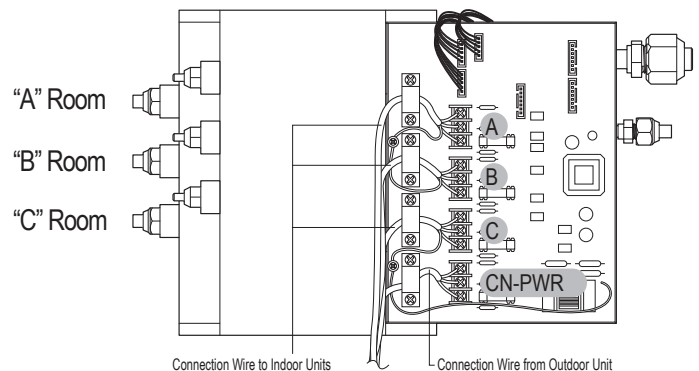 “A” Room
“B” Room
“C” Room
A
B
C
CN-PWR
Connection Wire to Indoor Units
Connection Wire from Outdoor Unit